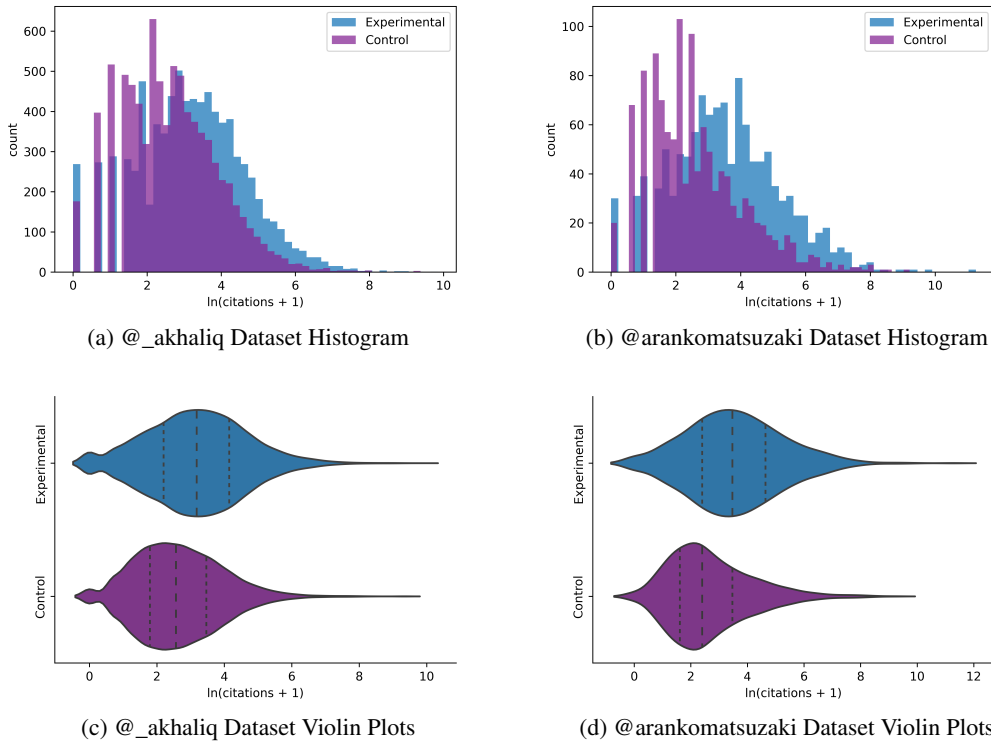 Experimental
Control
count
600
500
400
300
200
100
0
0 2 4 6 8 10
ln(citations + 1)
(a) @_akhaliq Dataset Histogram
Experimental
Control
count
100
80
60
40
20
0
0 2 4 6 8 10
ln(citations + 1)
(b) @arankomatsuzaki Dataset Histogram
Experimental
Control
0 2 4 6 8 10
ln(citations + 1)
(c) @_akhaliq Dataset Violin Plots
Experimental
Control
0 2 4 6 8 10 12
ln(citations + 1)
(d) @arankomatsuzaki Dataset Violin Plots